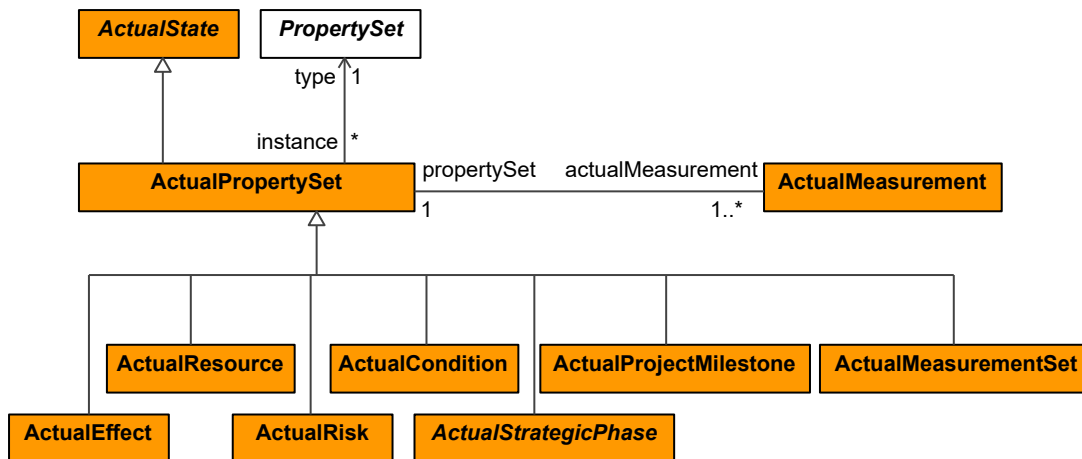 ActualState
PropertySet
type 1
instance *
ActualPropertySet
propertySet actualMeasurement
ActualMeasurement
1 1..*
ActualResource
ActualCondition
ActualProjectMilestone
ActualMeasurementSet
ActualEffect
ActualRisk
ActualStrategicPhase